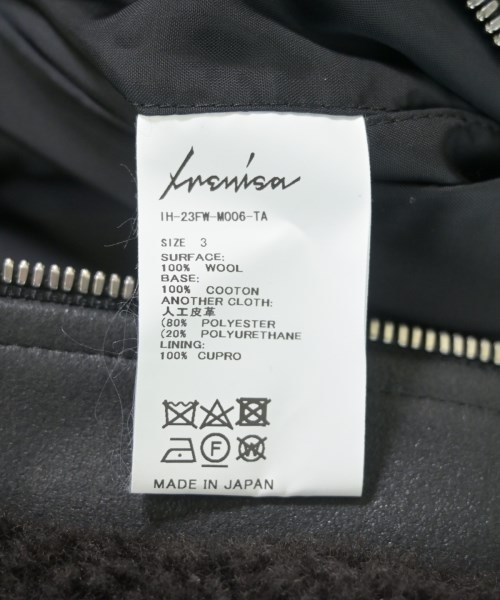 Irenisa
IH-23FW-M006-TA
SIZE 3
SURFACE:
100% WOOL
BASE:
100% COOTON
ANOTHER CLOTH:
人工皮革
(80% POLYESTER
(20% POLYURETHANE
LINING:
100% CUPRO
F
W
MADE IN JAPAN